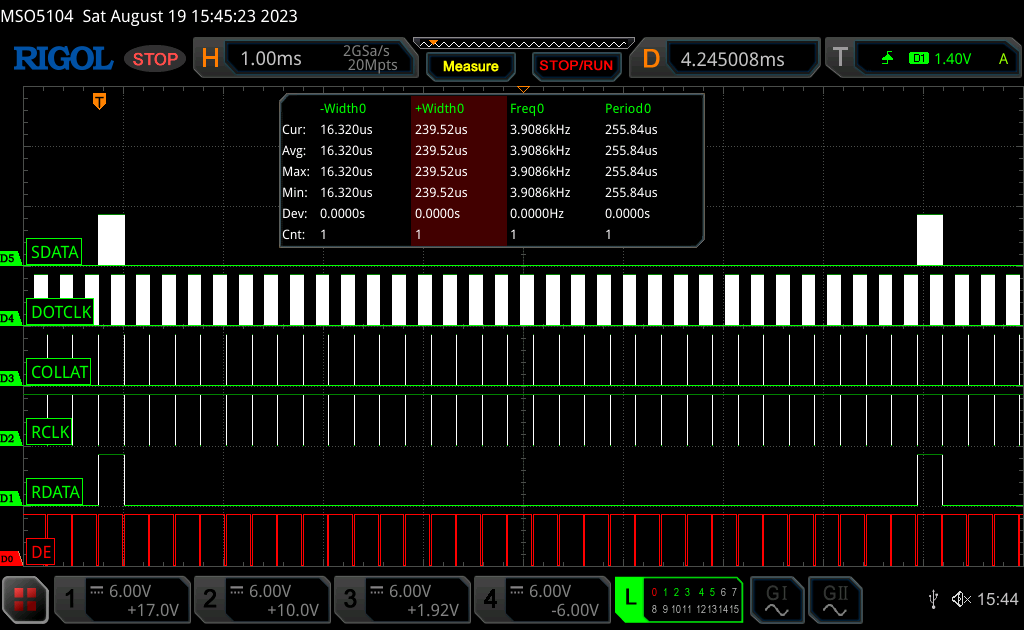 MSO5104 Sat August 19 15:45:23 2023
RIGOL STOP H 1.00ms 2GSa/s 20Mpts Measure STOP/RUN D 4.245008ms T D1 1.40V A
T
-Width0 +Width0 Freq0 Period0
Cur: 16.320us 239.52us 3.9086kHz 255.84us
Avg: 16.320us 239.52us 3.9086kHz 255.84us
Max: 16.320us 239.52us 3.9086kHz 255.84us
Min: 16.320us 239.52us 3.9086kHz 255.84us
Dev: 0.0000s 0.0000s 0.0000Hz 0.0000s
Cnt: 1 1 1 1
D5 SDATA
D4 DOTCLK
D3 COLLAT
D2 RCLK
D1 RDATA
D0 DE
1 6.00V +17.0V 2 6.00V +10.0V 3 6.00V +1.92V 4 6.00V -6.00V L 0 1 2 3 4 5 6 7 GI GII 15:44
8 9 10 11 12 13 14 15